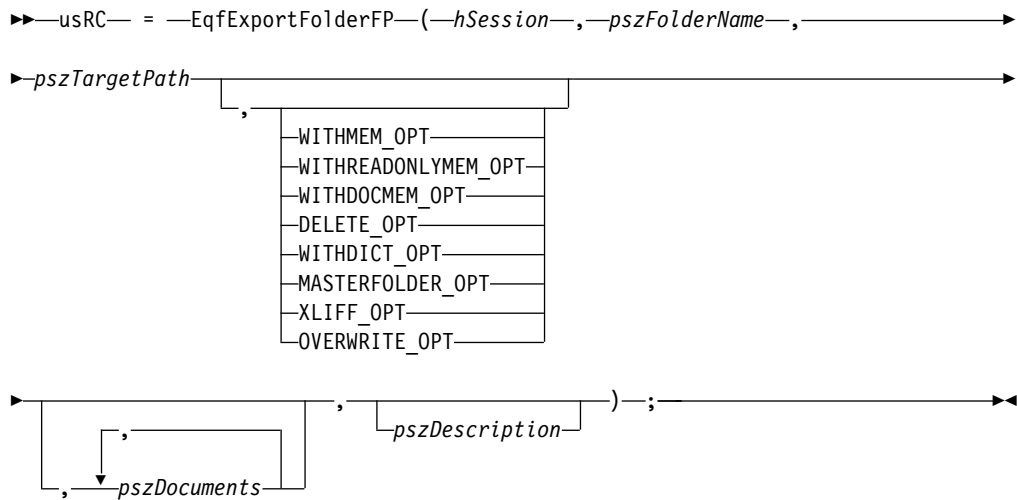 usRC = EqfExportFolderFP ( hSession , pszFolderName ,
pszTargetPath
,
WITHMEM_OPT
WITHREADONLYMEM_OPT
WITHDOCMEM_OPT
DELETE_OPT
WITHDICT_OPT
MASTERFOLDER_OPT
XLIFF_OPT
OVERWRITE_OPT
, ) ;
pszDescription
,
, pszDocuments